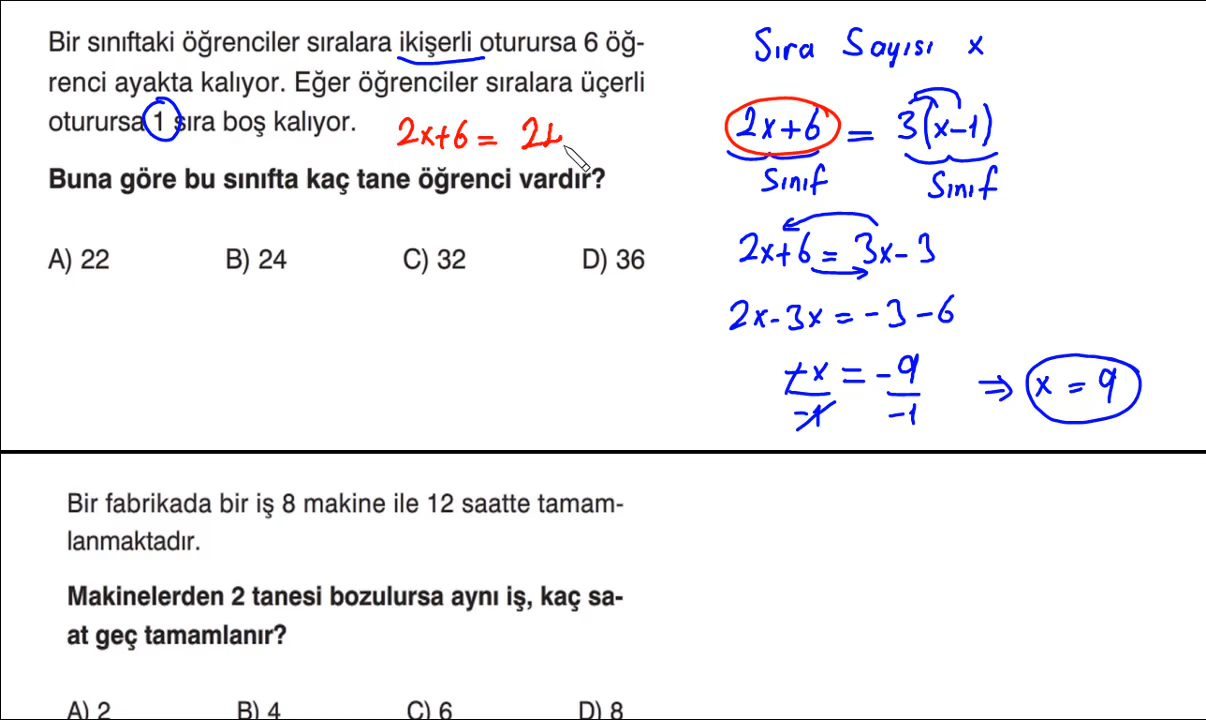 Bir sınıftaki öğrenciler sıralara ikişerli oturursa 6 öğ-
renci ayakta kalıyor. Eğer öğrenciler sıralara üçerli
oturursa 1 sıra boş kalıyor.
2x+6 =
Buna göre bu sınıfta kaç tane öğrenci vardır?
A) 22 B) 24 C) 32 D) 36
Sıra Sayısı x
2x+6 = 3(x-1)
Sınıf Sınıf
2x+6 = 3x-3
2x-3x = -3-6
-x = -9 ⇒ x = 9
-1 -1
Bir fabrikada bir iş 8 makine ile 12 saatte tamam-
lanmaktadır.
Makinelerden 2 tanesi bozulursa aynı iş, kaç sa-
at geç tamamlanır?
A) 2 B) 4 C) 6 D) 8